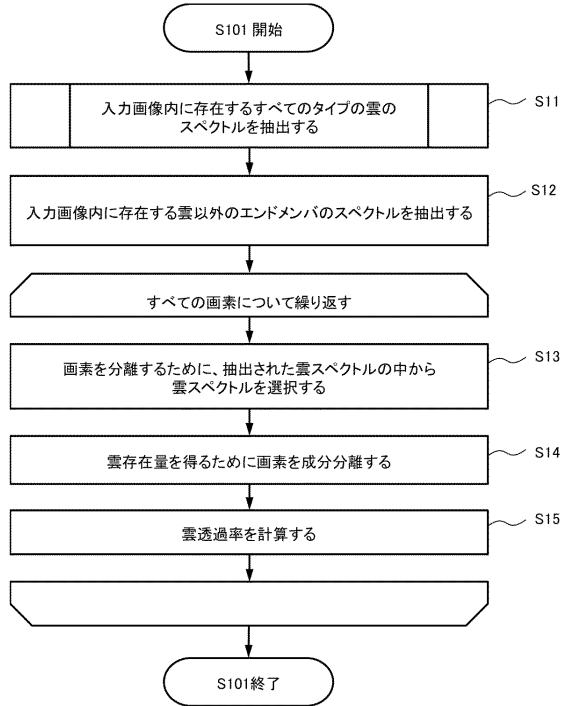 S101 開始
入力画像内に存在するすべてのタイプの雲の
スペクトルを抽出する
S11
入力画像内に存在する雲以外のエンドメンバのスペクトルを抽出する
S12
すべての画素について繰り返す
画素を分離するために、抽出された雲スペクトルの中から
雲スペクトルを選択する
S13
雲存在量を得るために画素を成分分離する
S14
雲透過率を計算する
S15
S101終了